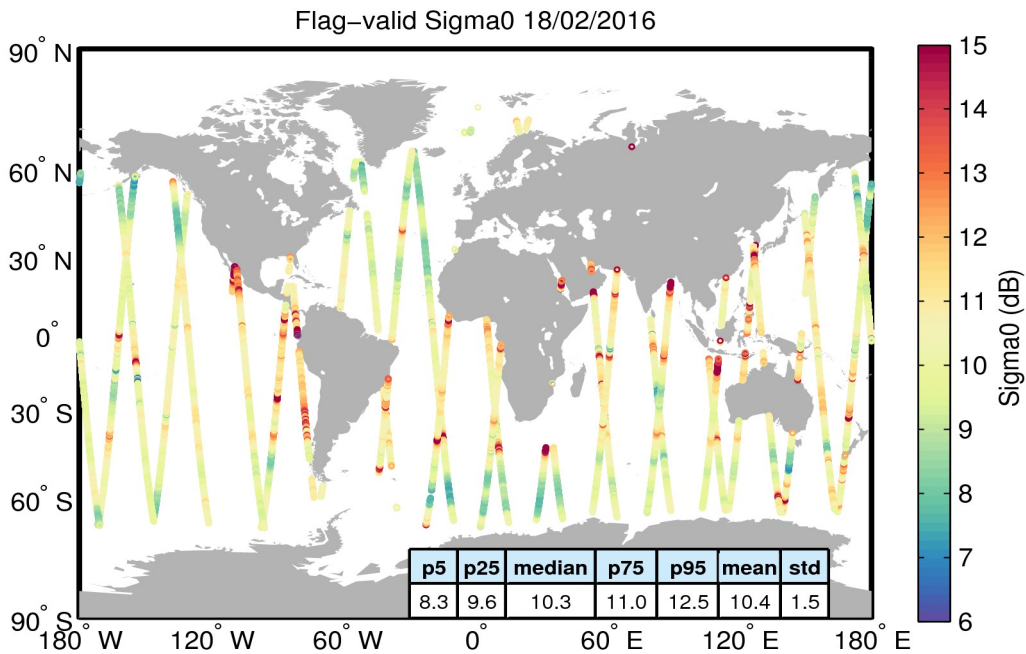 Flag−valid Sigma0 18/02/2016
90° N
60° N
30° N
0°
30° S
60° S
90° S
180° W
120° W
60° W
0°
60° E
120° E
180° E
15
14
13
12
11
10
9
8
7
6
Sigma0 (dB)
p5 p25 median p75 p95 mean std
8.3 9.6 10.3 11.0 12.5 10.4 1.5